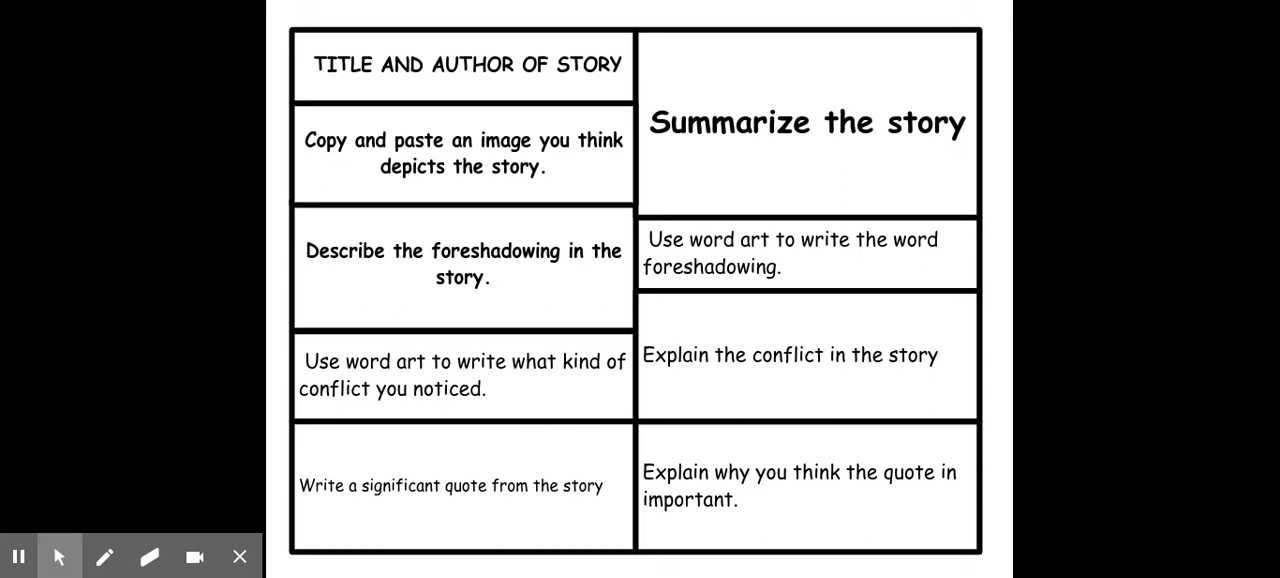 TITLE AND AUTHOR OF STORY
Copy and paste an image you think
depicts the story.
Describe the foreshadowing in the
story.
Use word art to write what kind of
conflict you noticed.
Write a significant quote from the story
Summarize the story
Use word art to write the word
foreshadowing.
Explain the conflict in the story
Explain why you think the quote in
important.